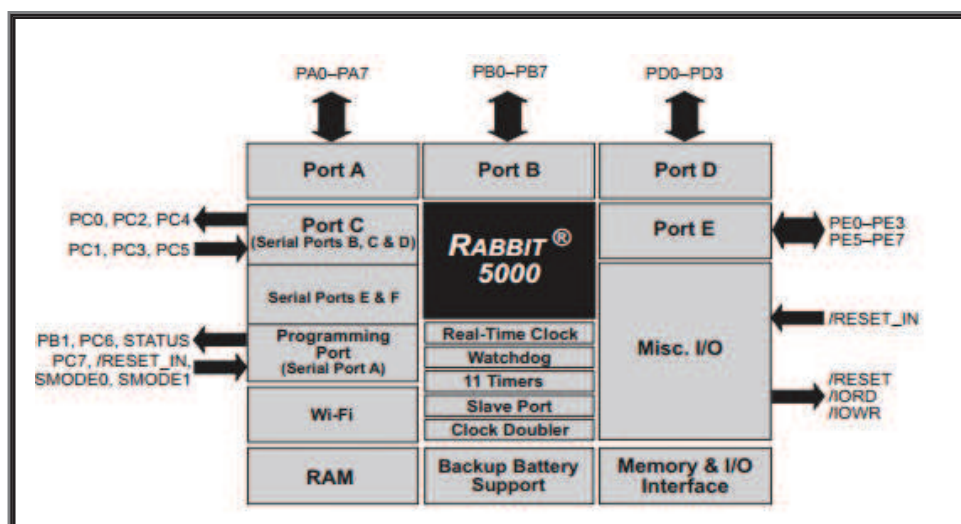 PA0–PA7
PB0–PB7
PD0–PD3
Port A
Port B
Port D
PC0, PC2, PC4
PC1, PC3, PC5
Port C
(Serial Ports B, C & D)
RABBIT ®
5000
Port E
PE0–PE3
PE5–PE7
Serial Ports E & F
PB1, PC6, STATUS
PC7, /RESET_IN,
SMODE0, SMODE1
Programming
Port
(Serial Port A)
Real-Time Clock
Watchdog
11 Timers
Slave Port
Clock Doubler
Misc. I/O
/RESET_IN
/RESET
/IORD
/IOWR
Wi-Fi
RAM
Backup Battery
Support
Memory & I/O
Interface